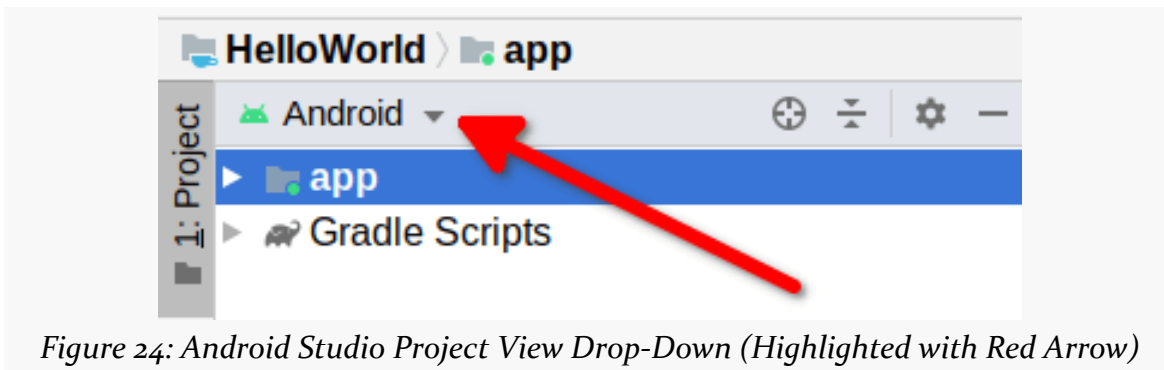 HelloWorld app
Android
1: Project
app
Gradle Scripts
Figure 24: Android Studio Project View Drop-Down (Highlighted with Red Arrow)